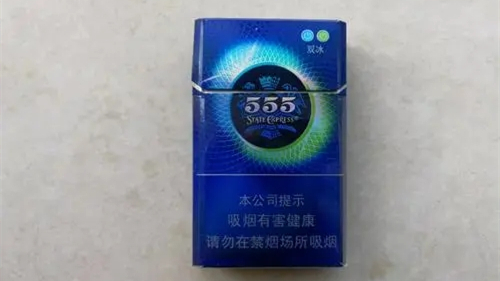 双冰
555
STATE EXPRESS
本公司提示
吸烟有害健康
请勿在禁烟场所吸烟